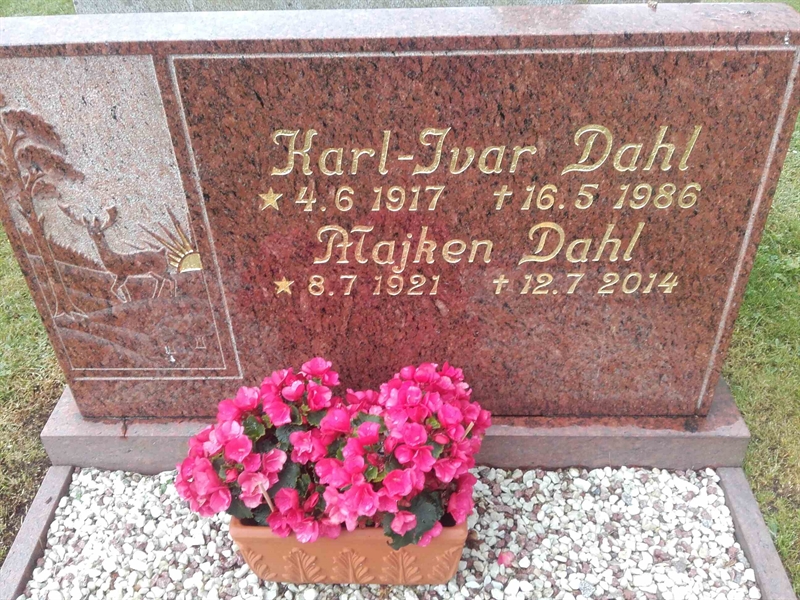 Karl-Ivar Dahl
★ 4.6 1917 ✝ 16.5 1986
Majken Dahl
★ 8.7 1921 ✝ 12.7 2014